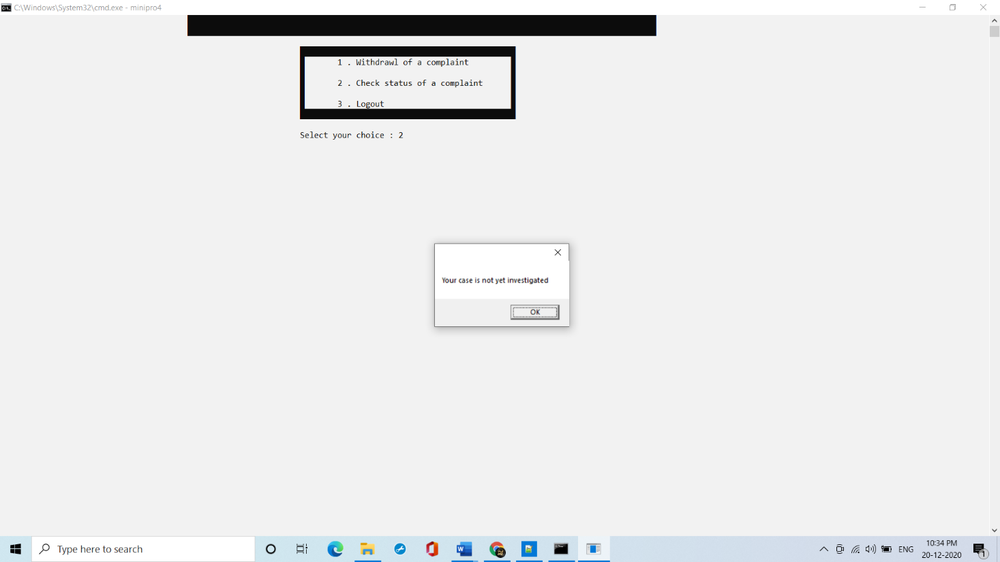 C:\Windows\System32\cmd.exe - minipro4
1 . Withdrawl of a complaint
2 . Check status of a complaint
3 . Logout
Select your choice : 2
Your case is not yet investigated
OK
Type here to search
ENG
10:34 PM
20-12-2020
1